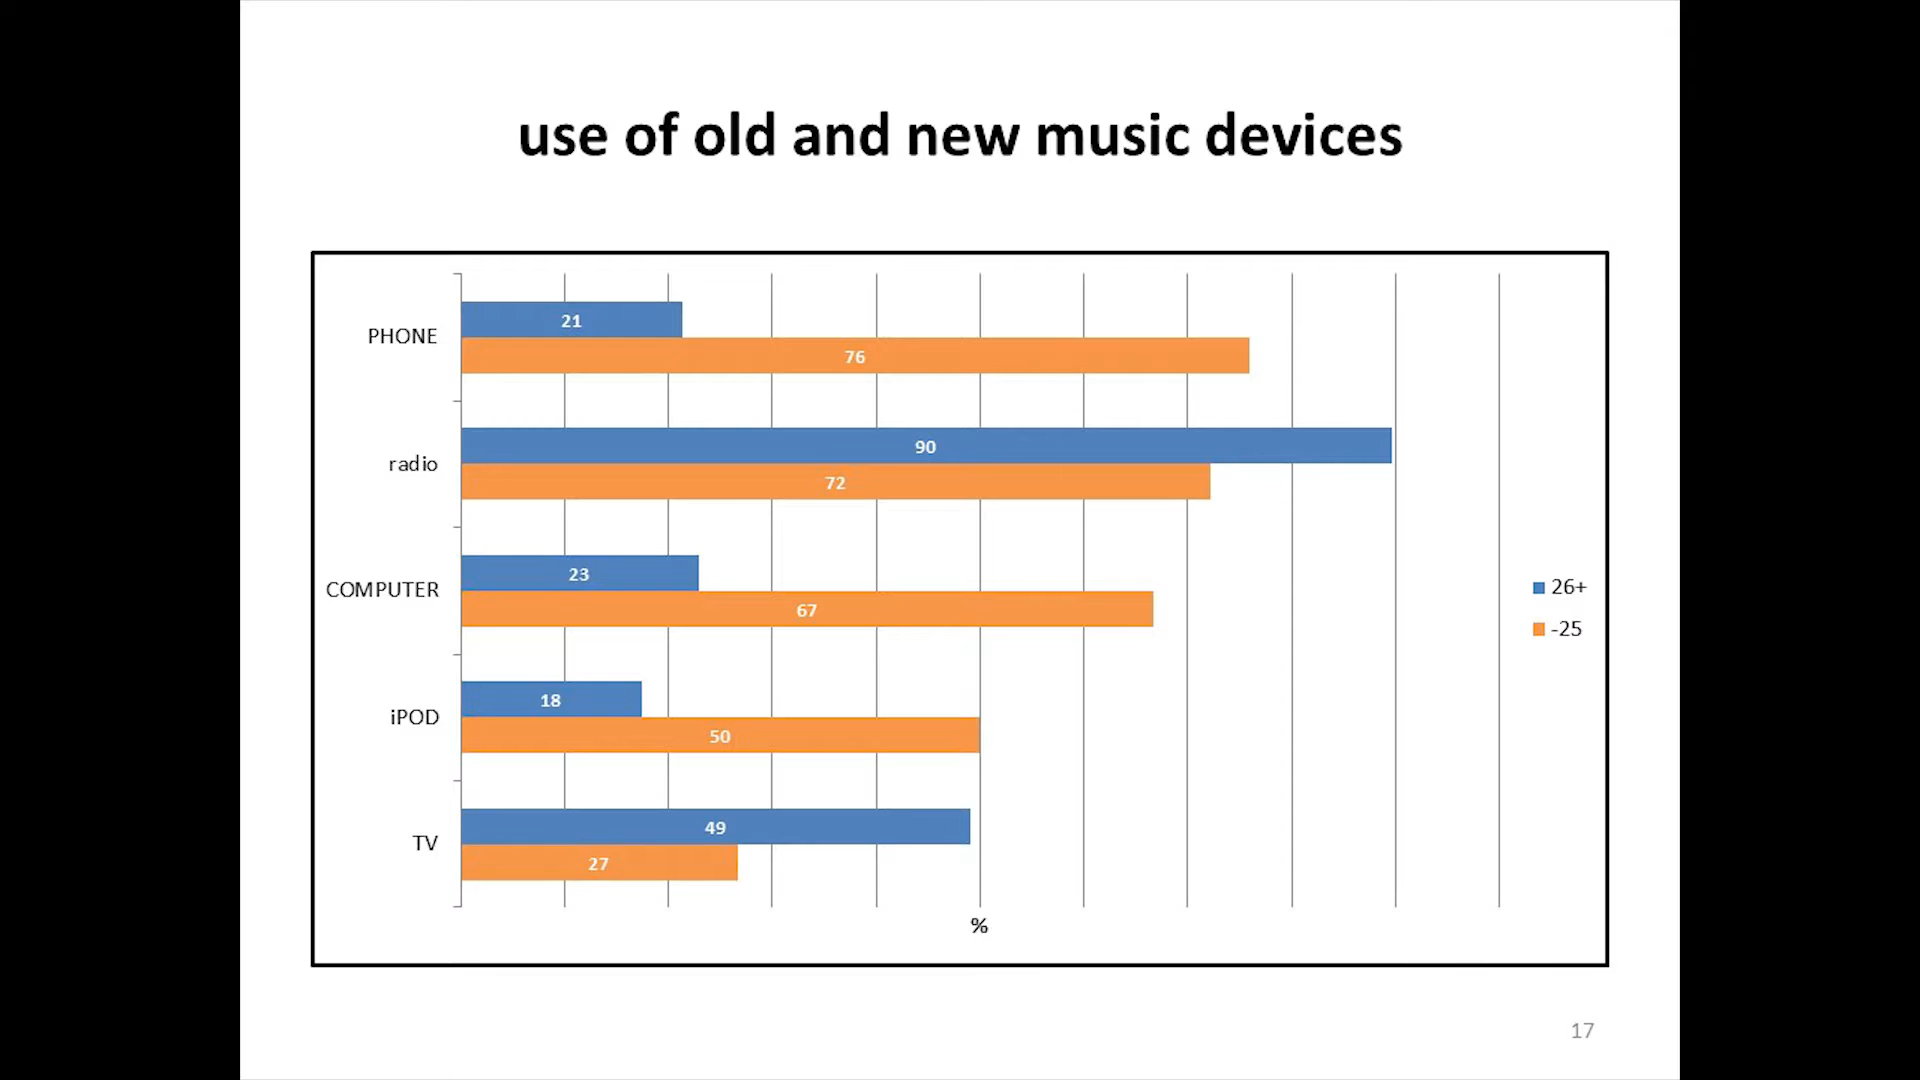 use of old and new music devices
PHONE
21
76
radio
90
72
COMPUTER
23
67
iPOD
18
50
TV
49
27
%
26+
-25
17